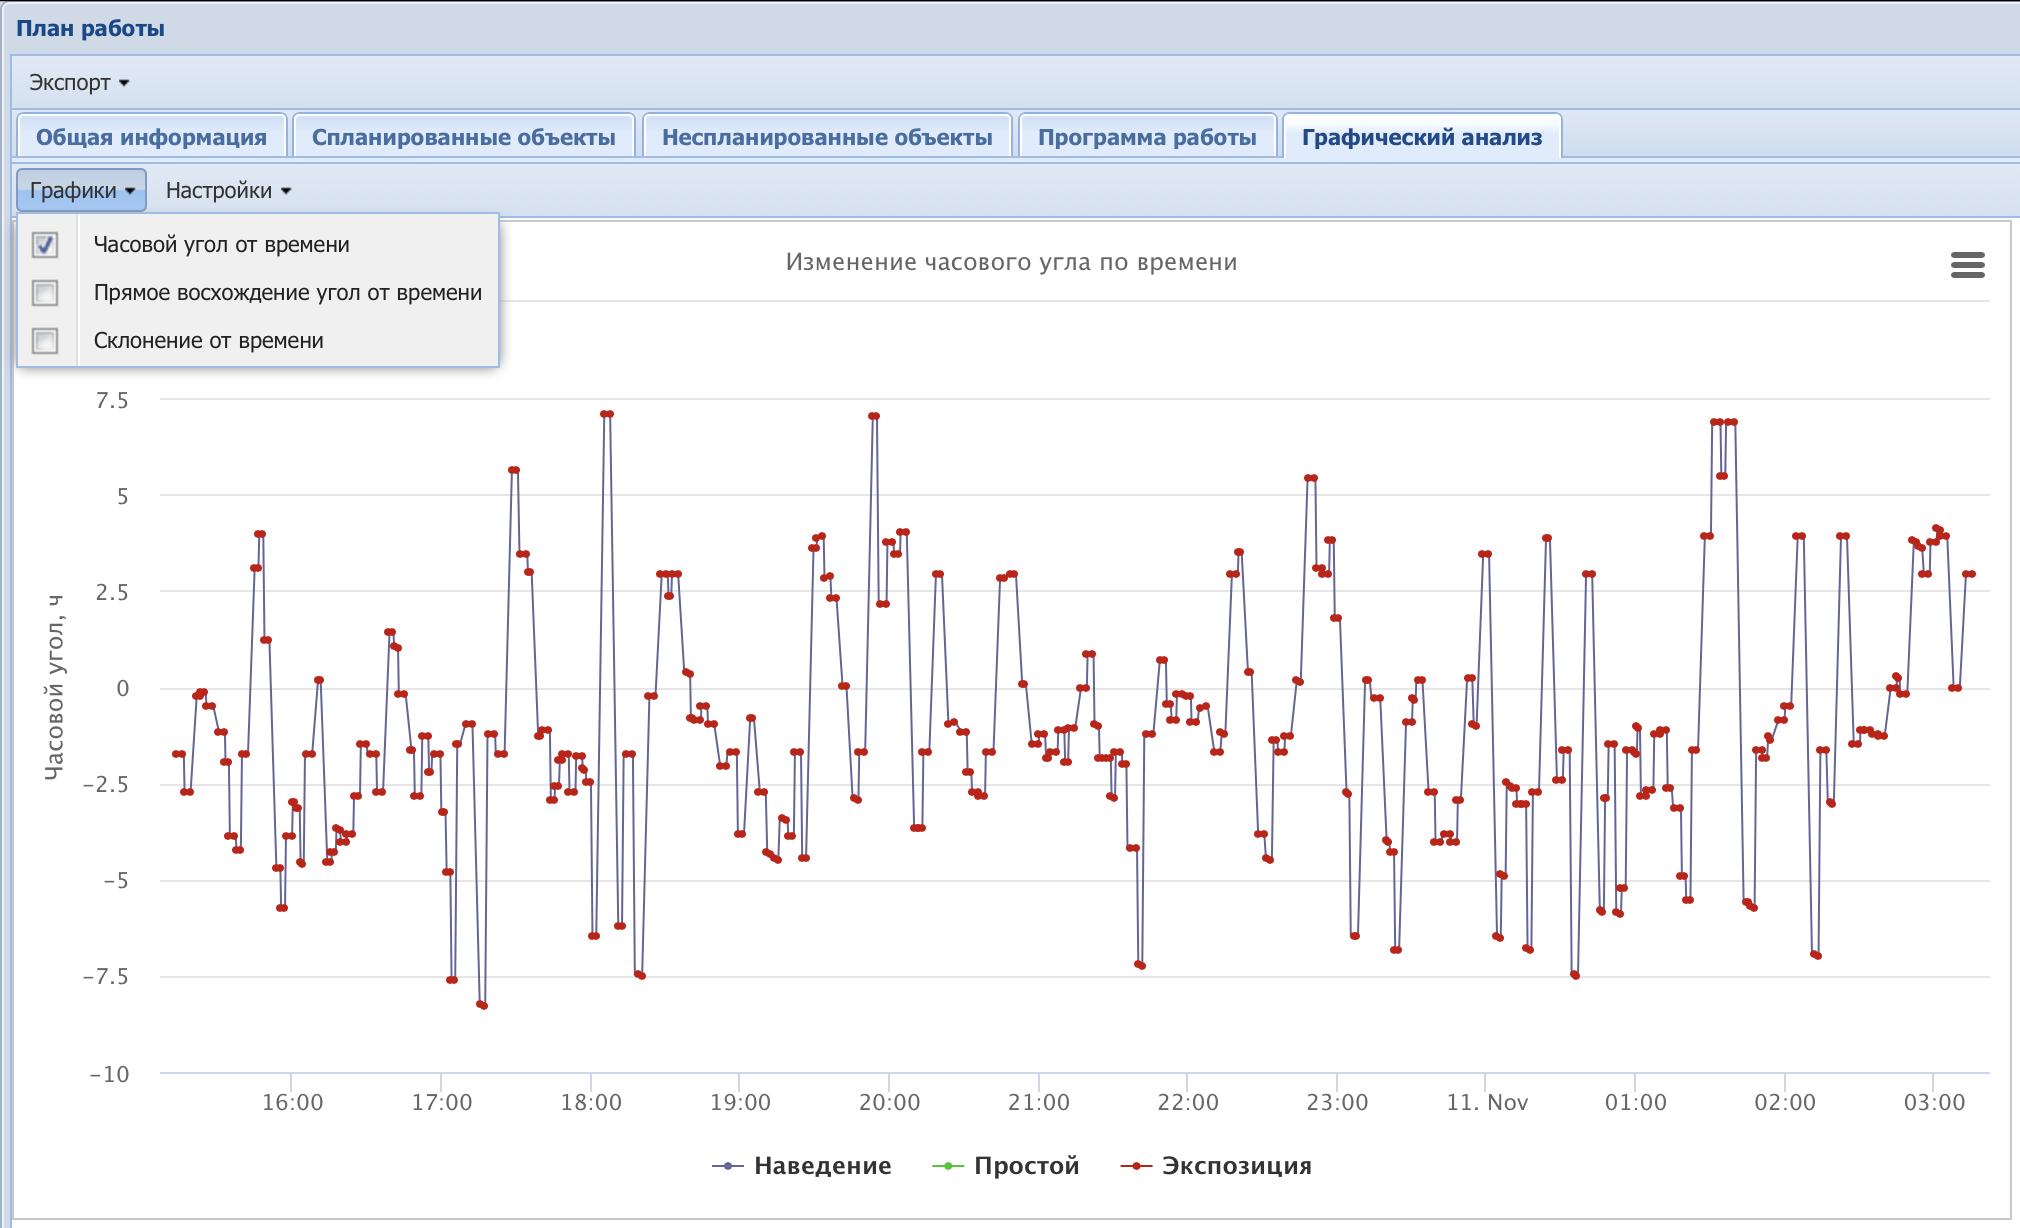 План работы
Экспорт
Общая информация
Спланированные объекты
Неспланированные объекты
Программа работы
Графический анализ
Графики
Настройки
Часовой угол от времени
Прямое восхождение угол от времени
Склонение от времени
Изменение часового угла по времени
Часовой угол, ч
7.5
5
2.5
0
−2.5
−5
−7.5
−10
16:00 17:00 18:00 19:00 20:00 21:00 22:00 23:00 11. Nov 01:00 02:00 03:00
Наведение Простой Экспозиция